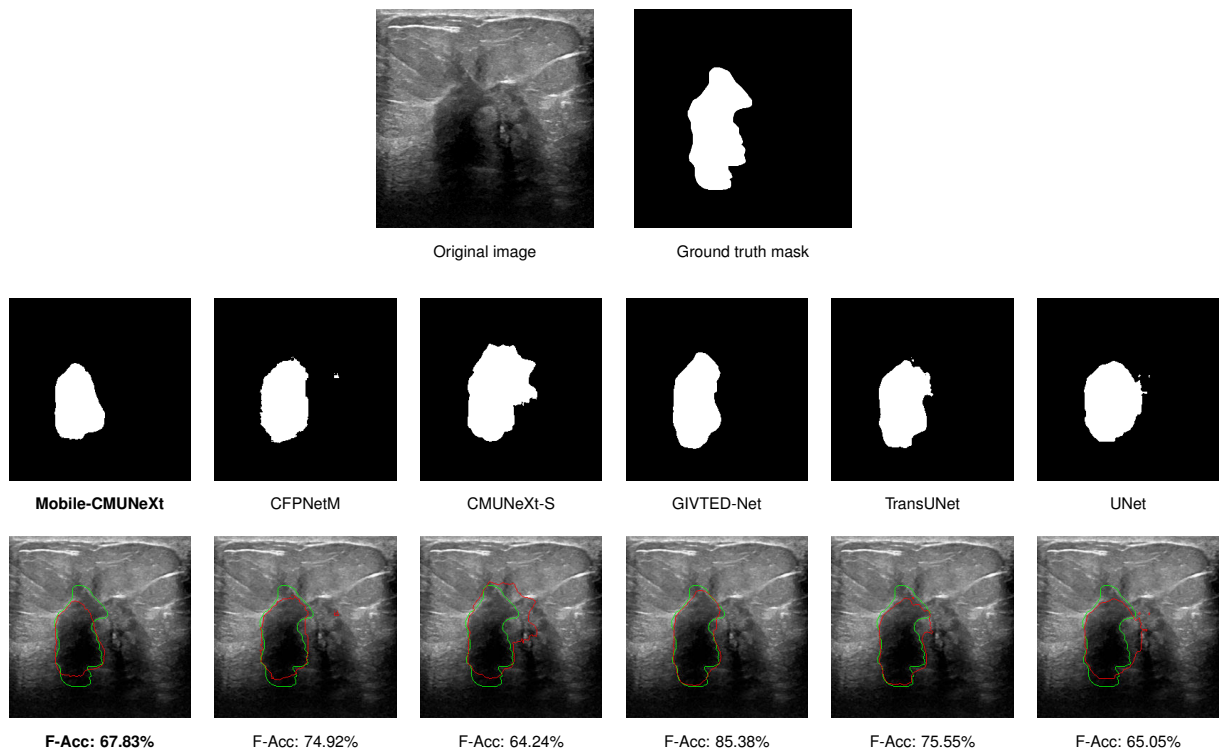 Original image
Ground truth mask
Mobile-CMUNeXt
CFPNetM
CMUNeXt-S
GIVTED-Net
TransUNet
UNet
F-Acc: 67.83%
F-Acc: 74.92%
F-Acc: 64.24%
F-Acc: 85.38%
F-Acc: 75.55%
F-Acc: 65.05%